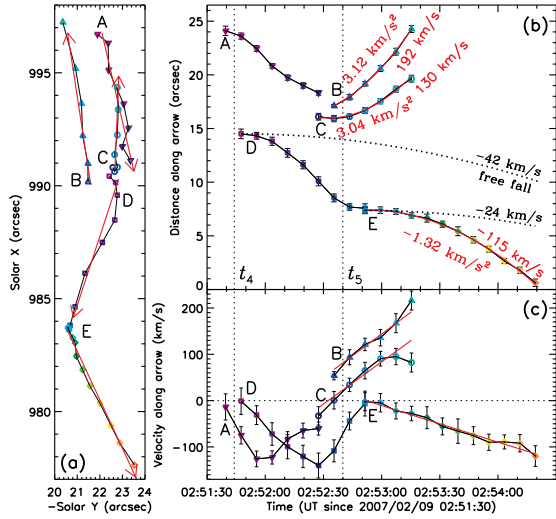 A
B
C
D
E
(a)
995
990
985
980
Solar X (arcsec)
20 21 22 23 24
−Solar Y (arcsec)
(b)
A
B
C
D
E
3.12 km/s²
192 km/s
3.04 km/s² 130 km/s
−42 km/s
free fall
−24 km/s
−115 km/s
−1.32 km/s²
t4
t5
30
25
20
15
10
5
0
Distance along arrow (arcsec)
(c)
A
B
C
D
E
200
100
0
−100
Velocity along arrow (km/s)
02:51:30 02:52:00 02:52:30 02:53:00 02:53:30 02:54:00
Time (UT since 2007/02/09 02:51:30)